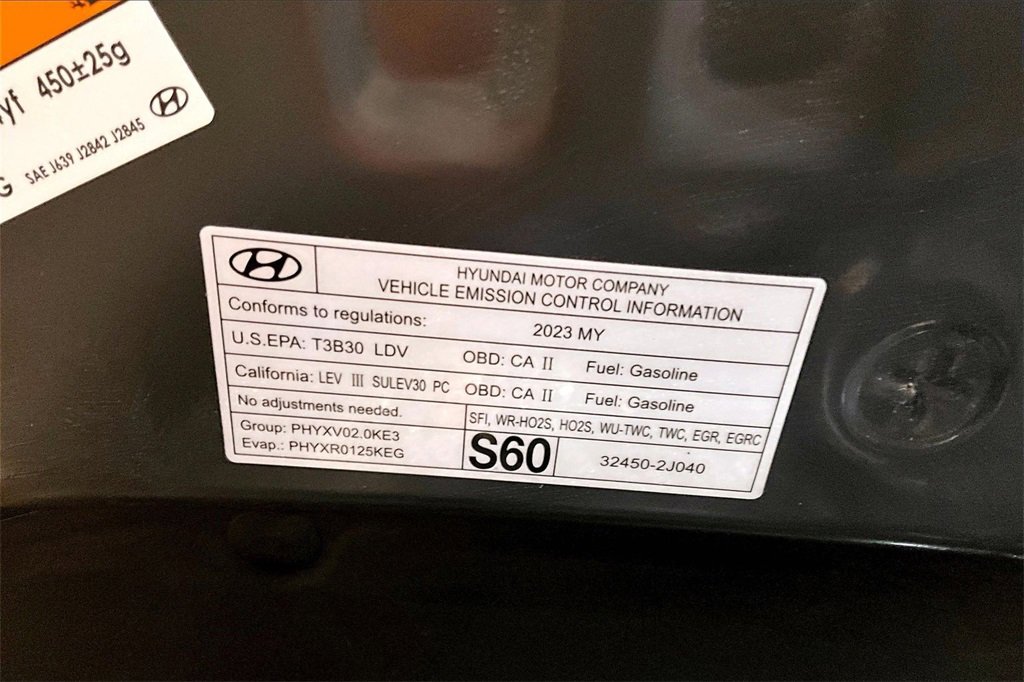 yf 450±25g
G SAE J639 J2842 J2845
HYUNDAI MOTOR COMPANY
VEHICLE EMISSION CONTROL INFORMATION
Conforms to regulations: 2023 MY
U.S.EPA: T3B30 LDV OBD: CA II Fuel: Gasoline
California: LEV III SULEV30 PC OBD: CA II Fuel: Gasoline
No adjustments needed.
SFI, WR-HO2S, HO2S, WU-TWC, TWC, EGR, EGRC
Group: PHYXV02.0KE3
Evap.: PHYXR0125KEG
S60
32450-2J040